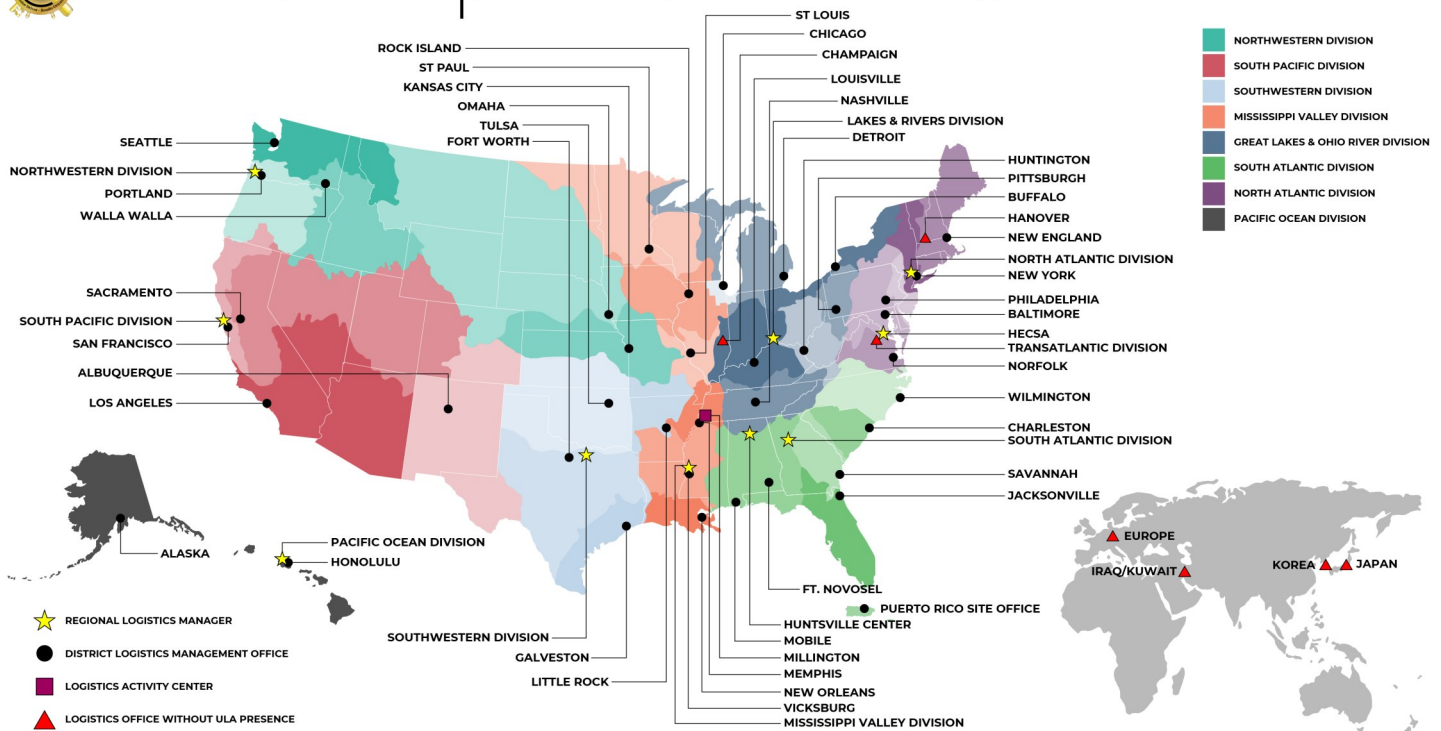 ST LOUIS
CHICAGO
CHAMPAIGN
LOUISVILLE
NASHVILLE
LAKES & RIVERS DIVISION
DETROIT
ROCK ISLAND
ST PAUL
KANSAS CITY
OMAHA
TULSA
FORT WORTH
SEATTLE
NORTHWESTERN DIVISION
PORTLAND
WALLA WALLA
SACRAMENTO
SOUTH PACIFIC DIVISION
SAN FRANCISCO
ALBUQUERQUE
LOS ANGELES
HUNTINGTON
PITTSBURGH
BUFFALO
HANOVER
NEW ENGLAND
NORTH ATLANTIC DIVISION
NEW YORK
PHILADELPHIA
BALTIMORE
HECSA
TRANSATLANTIC DIVISION
NORFOLK
WILMINGTON
CHARLESTON
SOUTH ATLANTIC DIVISION
SAVANNAH
JACKSONVILLE
NORTHWESTERN DIVISION
SOUTH PACIFIC DIVISION
SOUTHWESTERN DIVISION
MISSISSIPPI VALLEY DIVISION
GREAT LAKES & OHIO RIVER DIVISION
SOUTH ATLANTIC DIVISION
NORTH ATLANTIC DIVISION
PACIFIC OCEAN DIVISION
ALASKA
PACIFIC OCEAN DIVISION
HONOLULU
SOUTHWESTERN DIVISION
GALVESTON
LITTLE ROCK
FT. NOVOSEL
PUERTO RICO SITE OFFICE
HUNTSVILLE CENTER
MOBILE
MILLINGTON
MEMPHIS
NEW ORLEANS
VICKSBURG
MISSISSIPPI VALLEY DIVISION
EUROPE
IRAQ/KUWAIT
KOREA
JAPAN
REGIONAL LOGISTICS MANAGER
DISTRICT LOGISTICS MANAGEMENT OFFICE
LOGISTICS ACTIVITY CENTER
LOGISTICS OFFICE WITHOUT ULA PRESENCE